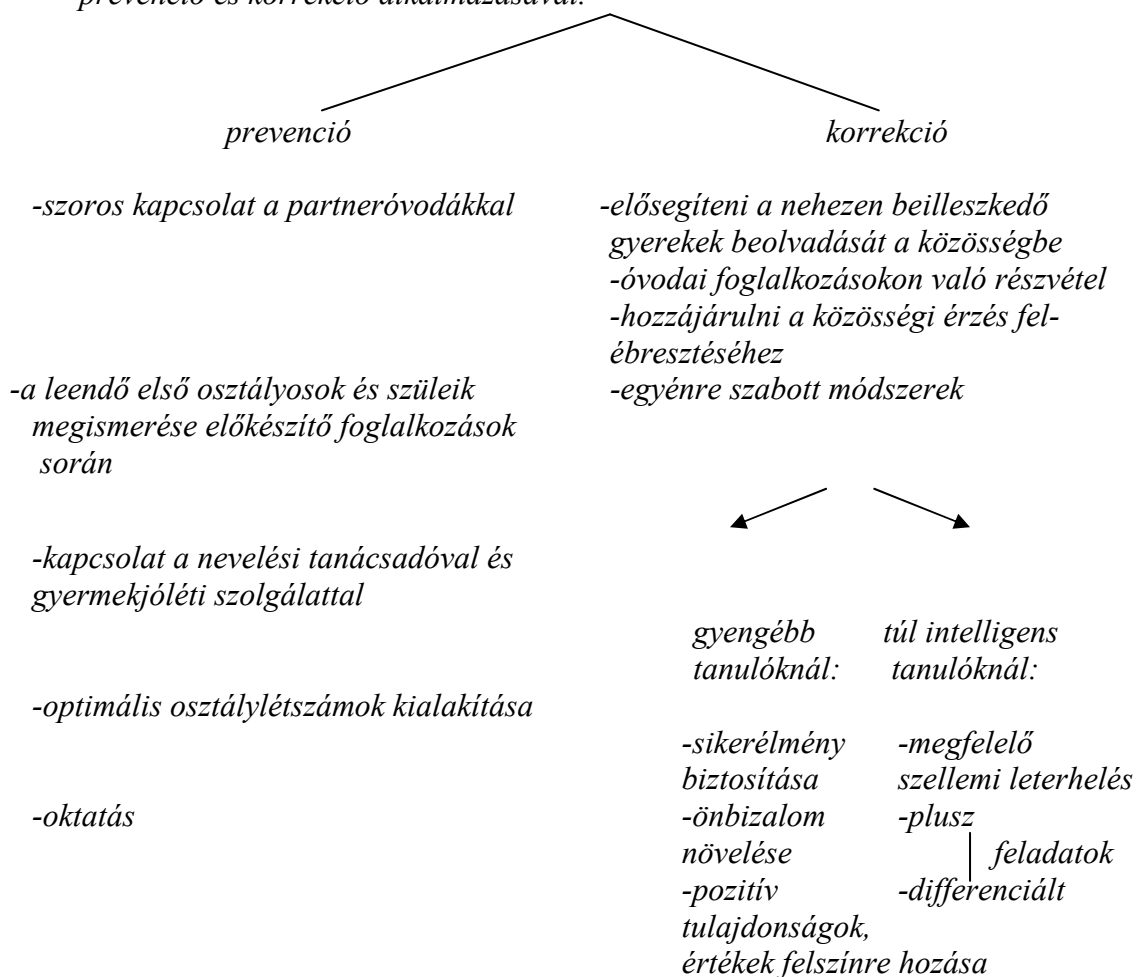 prevenció és korrekció alkalmazásával:
prevenció
-szoros kapcsolat a partneróvodákkal
-a leendő első osztályosok és szüleik
megismerése előkészítő foglalkozások
során
-kapcsolat a nevelési tanácsadóval és
gyermekjóléti szolgálattal
-optimális osztálylétszámok kialakítása
-oktatás
korrekció
-elősegíteni a nehezen beilleszkedő
gyerekek beolvadását a közösségbe
-óvodai foglalkozásokon való részvétel
-hozzájárulni a közösségi érzés fel-
ébresztéséhez
-egyénre szabott módszerek
gyengébb
tanulóknál:
-sikerélmény
biztosítása
-önbizalom
növelése
-pozitív
tulajdonságok,
értékek felszínre hozása
túl intelligens
tanulóknál:
-megfelelő
szellemi leterhelés
-plusz
feladatok
-differenciált